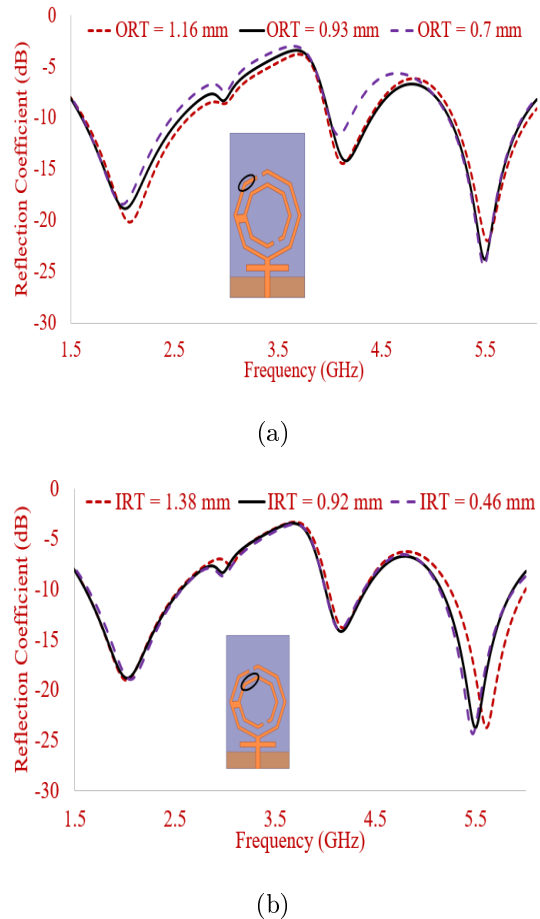 ORT = 1.16 mm ORT = 0.93 mm ORT = 0.7 mm
Reflection Coefficient (dB)
0
-5
-10
-15
-20
-25
-30
1.5 2.5 3.5 4.5 5.5
Frequency (GHz)
(a)
IRT = 1.38 mm IRT = 0.92 mm IRT = 0.46 mm
Reflection Coefficient (dB)
0
-5
-10
-15
-20
-25
-30
1.5 2.5 3.5 4.5 5.5
Frequency (GHz)
(b)